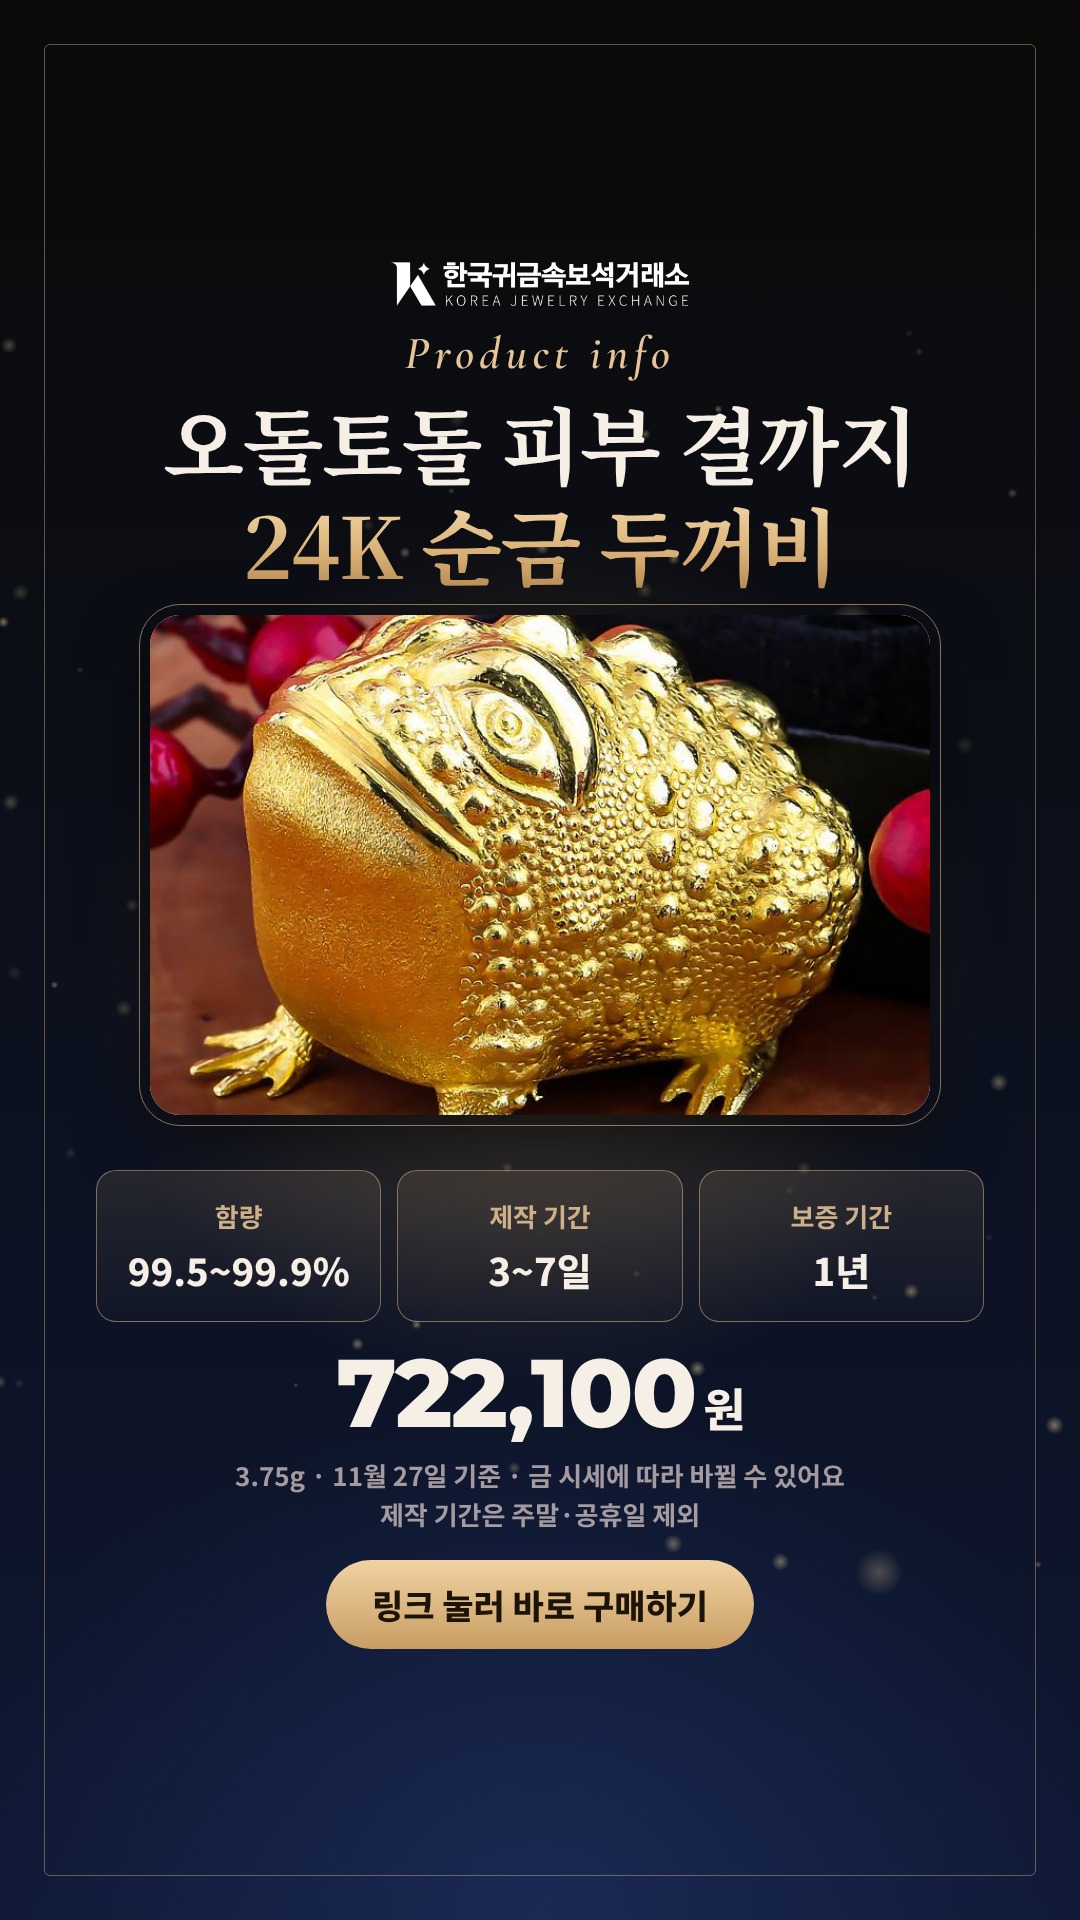 한국귀금속보석거래소
KOREA JEWELRY EXCHANGE
Product info
오돌토돌 피부 결까지
24K 순금 두꺼비
함량
99.5~99.9%
제작 기간
3~7일
보증 기간
1년
722,100원
3.75g · 11월 27일 기준 · 금 시세에 따라 바뀔 수 있어요
제작 기간은 주말·공휴일 제외
링크 눌러 바로 구매하기